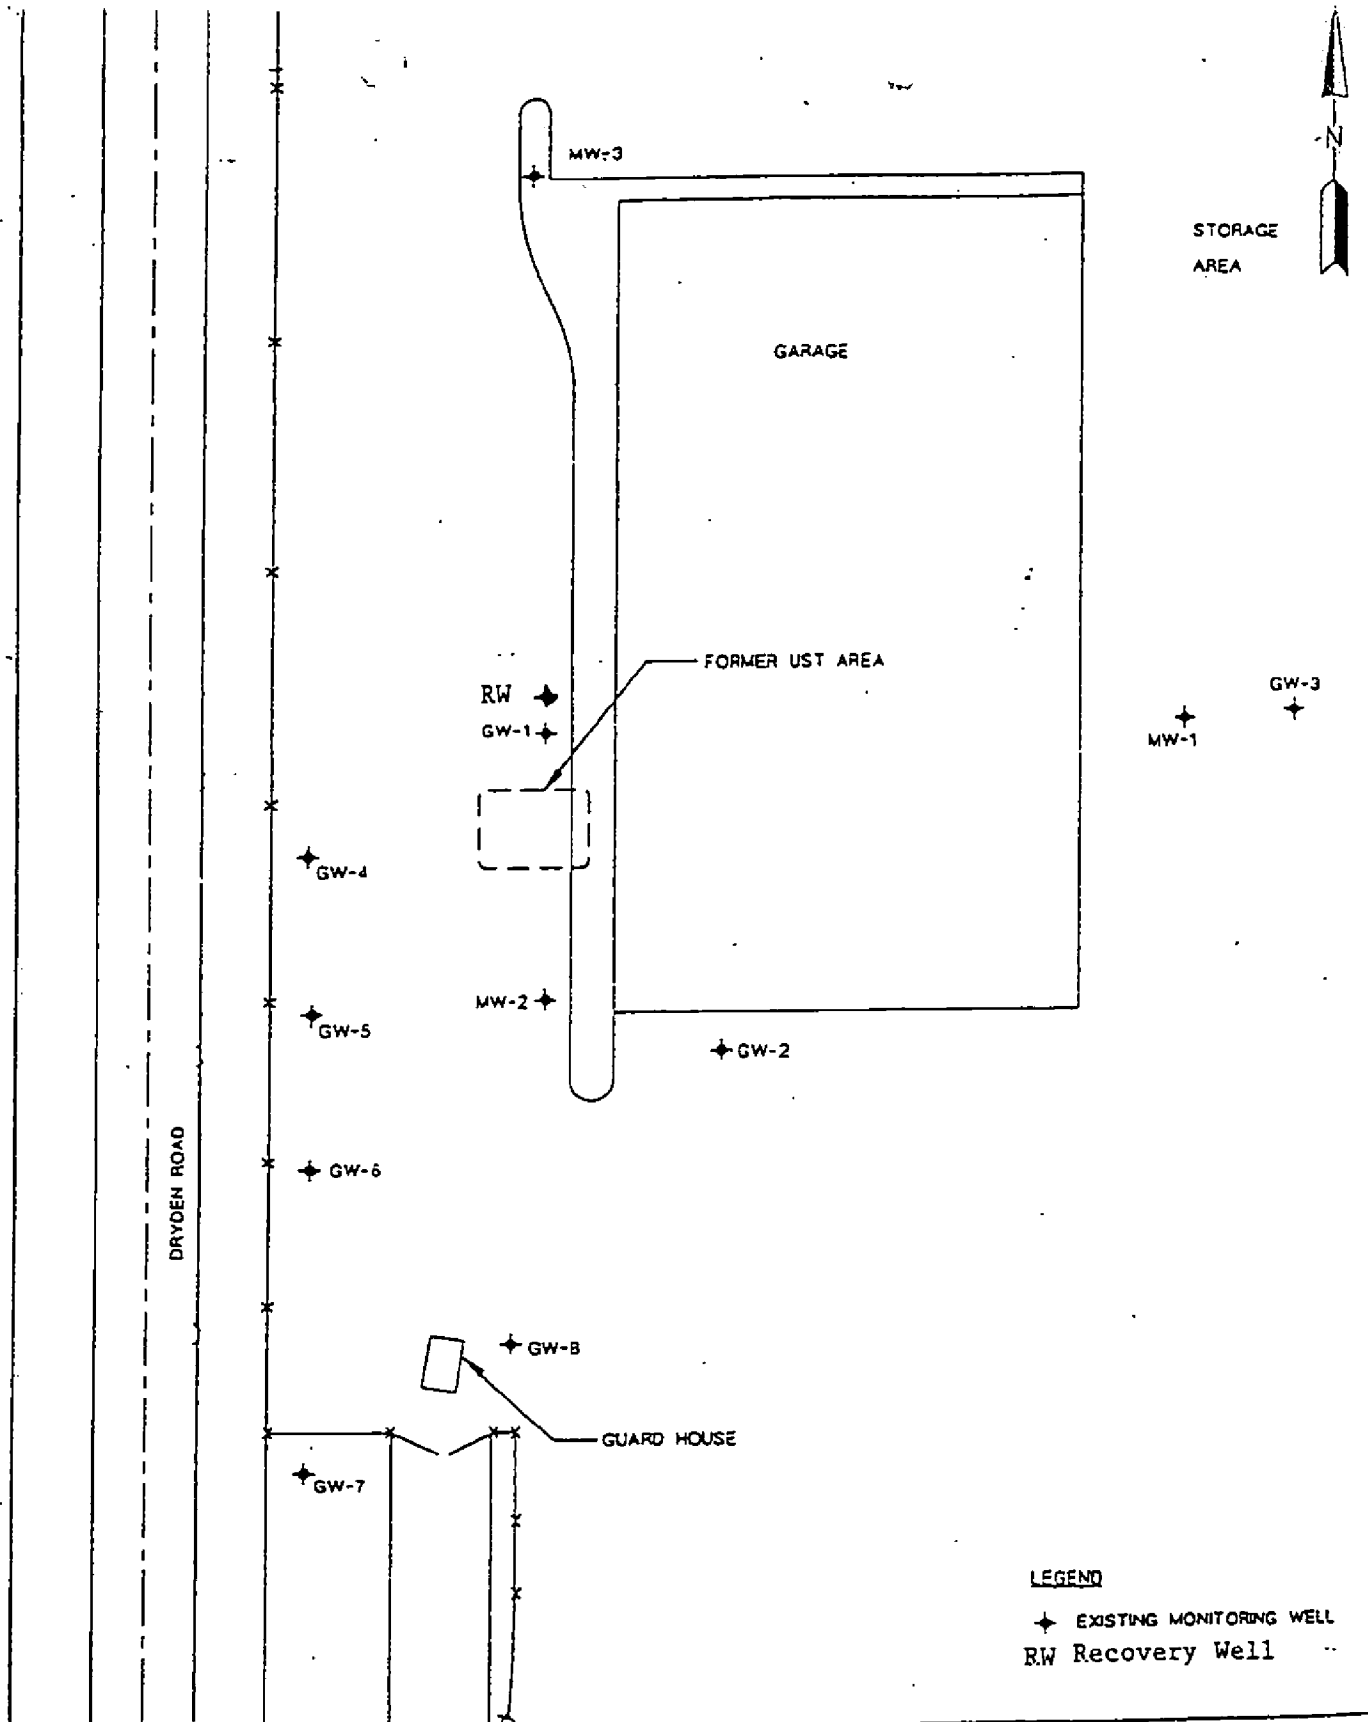 MW-3
N
STORAGE
AREA
GARAGE
FORMER UST AREA
RW
GW-1
GW-3
MW-1
GW-4
MW-2
GW-5
GW-2
GW-6
DRYDEN ROAD
GW-8
GUARD HOUSE
GW-7
LEGEND
EXISTING MONITORING WELL
RW Recovery Well